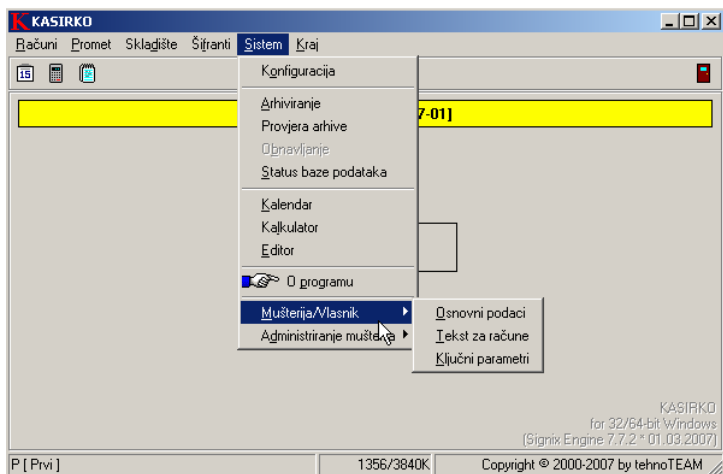 KASIRKO
Računi Promet Skladište Šifranti Sistem Kraj
15
Konfiguracija
Arhiviranje
7-01]
Provjera arhive
Obnavljanje
Status baze podataka
Kalendar
Kalkulator
Editor
O programu
Mušterija/Vlasnik
Osnovni podaci
Administriranje mušterija
Tekst za račune
Ključni parametri
KASIRKO
for 32/64-bit Windows
(Signix Engine 7.7.2 * 01.03.2007)
P [ Prvi ] 1356/3840K Copyright © 2000-2007 by tehnoTEAM